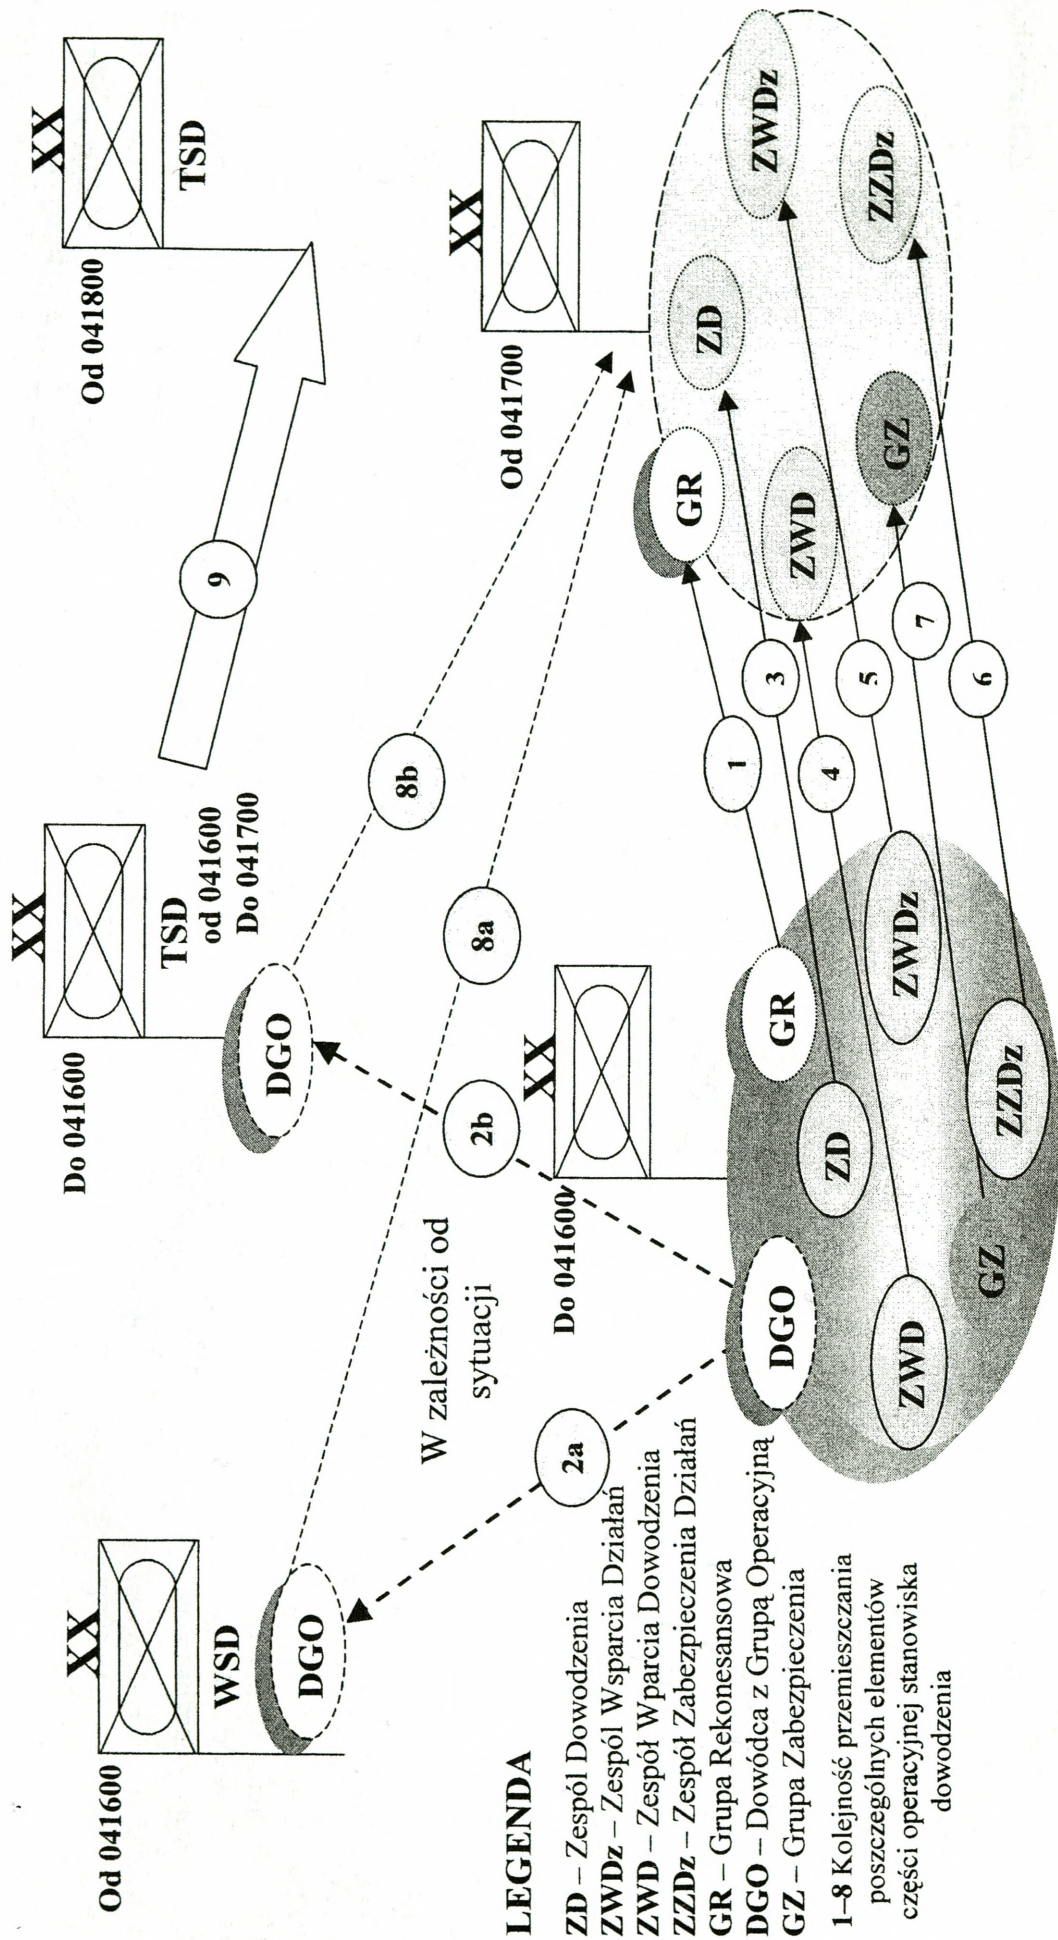 Od 041600
XX
WSD
DGO
Do 041600
XX
TSD
od 041600
Do 041700
DGO
9
Od 041800
XX
TSD
W zależności od
sytuacji
2a
2b
8a
8b
Do 041600
XX
Od 041700
XX
DGO
GR
ZD
ZWD
ZWDz
GZ
ZZDz
1
3
4
5
7
6
GR
ZD
ZWD
ZWDz
GZ
ZZDz
LEGENDA
ZD – Zespól Dowodzenia
ZWDz – Zespól Wsparcia Działań
ZWD – Zespół Wparcia Dowodzenia
ZZDz – Zespół Zabezpieczenia Działań
GR – Grupa Rekonesansowa
DGO – Dowódca z Grupą Operacyjną
GZ – Grupa Zabezpieczenia
1–8 Kolejność przemieszczania
poszczególnych elementów
części operacyjnej stanowiska
dowodzenia